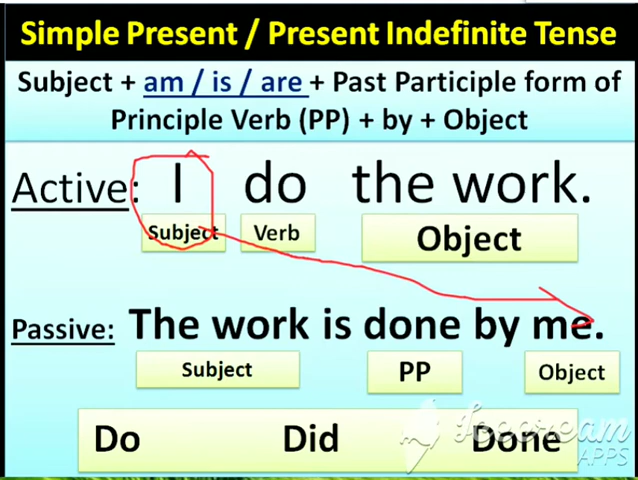 Simple Present / Present Indefinite Tense
Subject + am / is / are + Past Participle form of
Principle Verb (PP) + by + Object
Active: I do the work.
Subject Verb Object
Passive: The work is done by me.
Subject PP Object
Do Did Done
Icecream
APPS